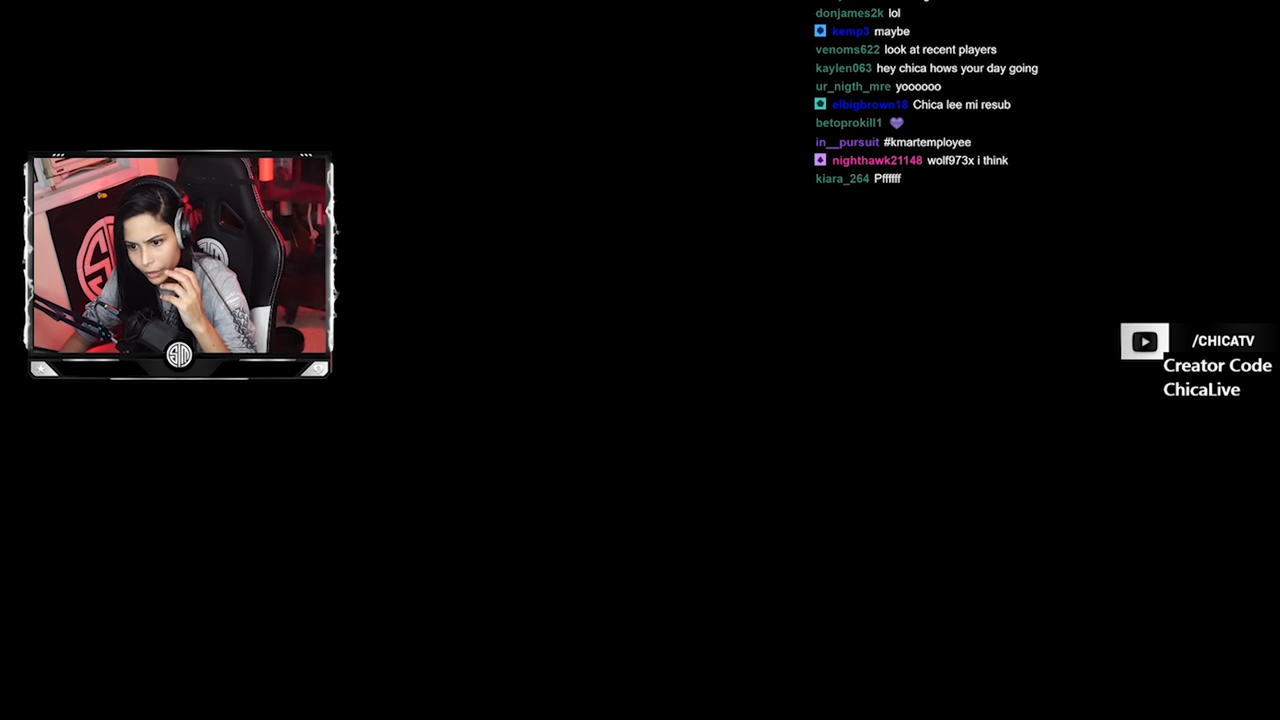 donjames2k lol
kemp3 maybe
venoms622 look at recent players
kaylen063 hey chica hows your day going
ur_nigth_mre yoooooo
elbigbrown18 Chica lee mi resub
betoprokill1 💜
in__pursuit #kmartemployee
nighthawk21148 wolf973x i think
kiara_264 Pffffff
/CHICATV
Creator Code
ChicaLive